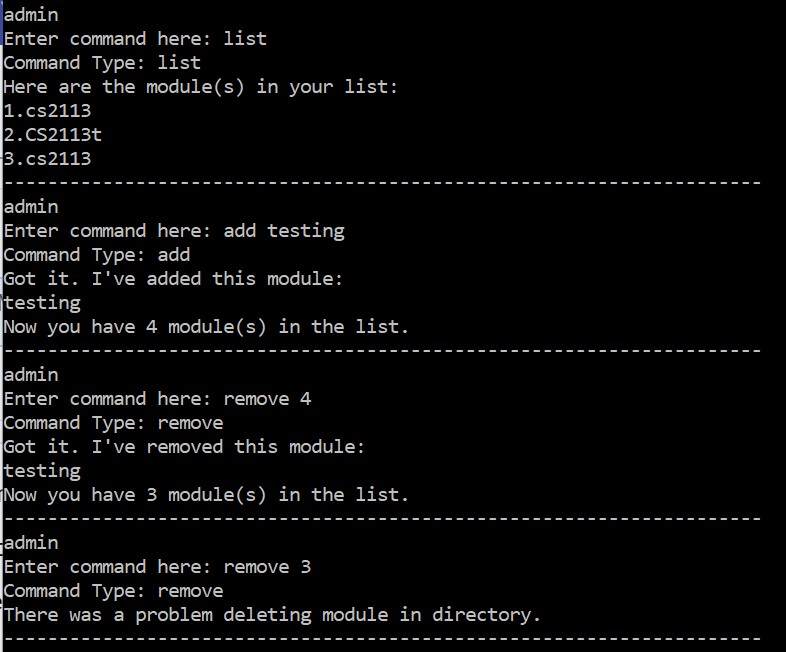 admin
Enter command here: list
Command Type: list
Here are the module(s) in your list:
1.cs2113
2.CS2113t
3.cs2113
---------------------------------------------------------------------
admin
Enter command here: add testing
Command Type: add
Got it. I've added this module:
testing
Now you have 4 module(s) in the list.
---------------------------------------------------------------------
admin
Enter command here: remove 4
Command Type: remove
Got it. I've removed this module:
testing
Now you have 3 module(s) in the list.
---------------------------------------------------------------------
admin
Enter command here: remove 3
Command Type: remove
There was a problem deleting module in directory.
---------------------------------------------------------------------